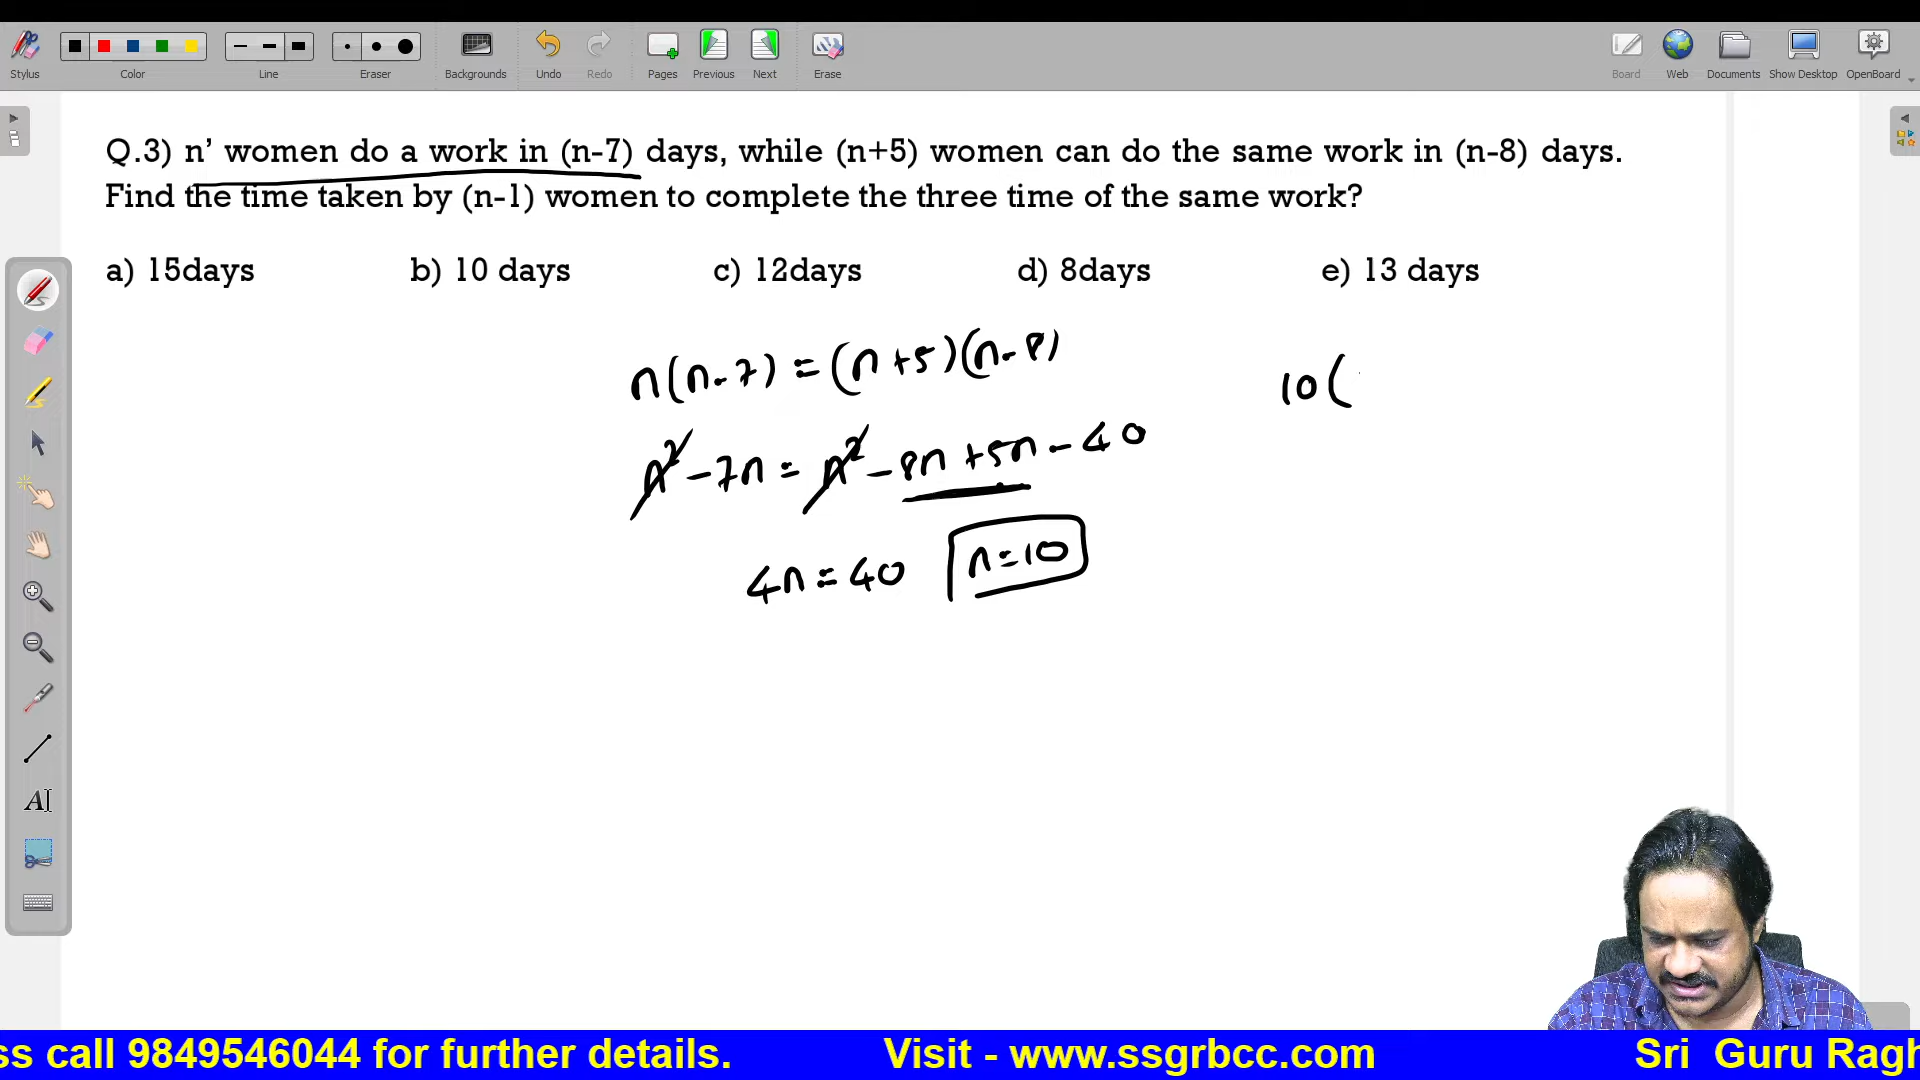 Stylus
Color
Line
Eraser
Backgrounds
Undo
Redo
Pages
Previous
Next
Erase
Board
Web
Documents
Show Desktop
OpenBoard
Q.3) n’ women do a work in (n-7) days, while (n+5) women can do the same work in (n-8) days.
Find the time taken by (n-1) women to complete the three time of the same work?
a) 15days b) 10 days c) 12days d) 8days e) 13 days
n(n-7) = (n+5)(n-8)
10(
n² - 7n = n² - 8n + 5n - 40
4n = 40 n=10
AI
ss call 9849546044 for further details. Visit - www.ssgrbcc.com Sri Guru Ragh